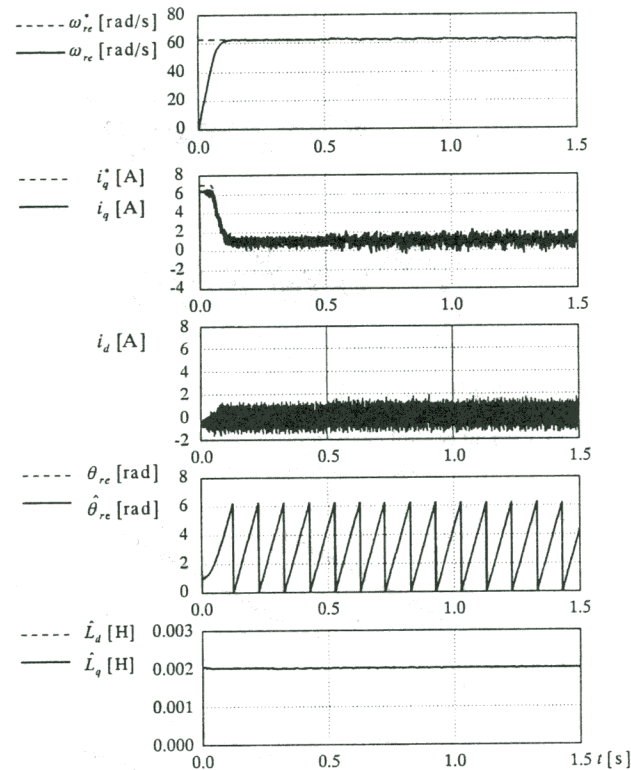 ω*re [rad/s]
ωre [rad/s]
80
60
40
20
0
0.0 0.5 1.0 1.5
i*q [A]
iq [A]
8
6
4
2
0
-2
-4
0.0 0.5 1.0 1.5
id [A]
8
6
4
2
0
-2
0.0 0.5 1.0 1.5
θre [rad]
θ̂re [rad]
8
6
4
2
0
0.0 0.5 1.0 1.5
L̂d [H]
L̂q [H]
0.003
0.002
0.001
0.000
0.0 0.5 1.0 1.5 t [s]